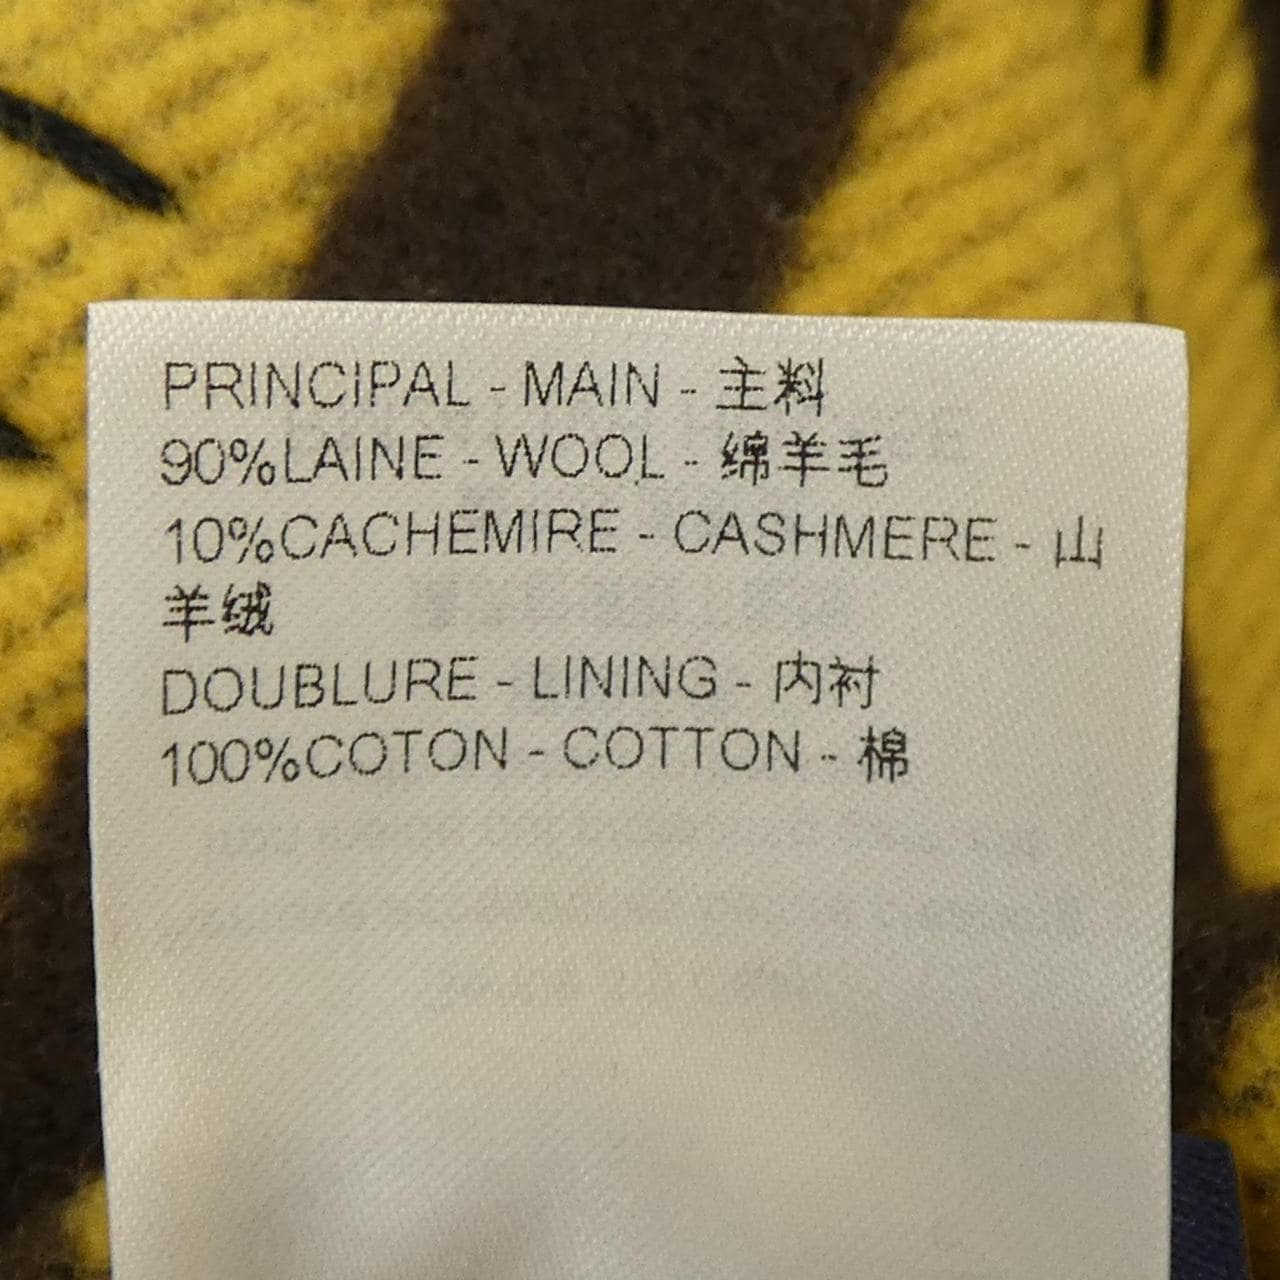 PRINCIPAL - MAIN - 主料
90%LAINE - WOOL - 绵羊毛
10%CACHEMIRE - CASHMERE - 山
羊绒
DOUBLURE - LINING - 内衬
100%COTON - COTTON - 棉